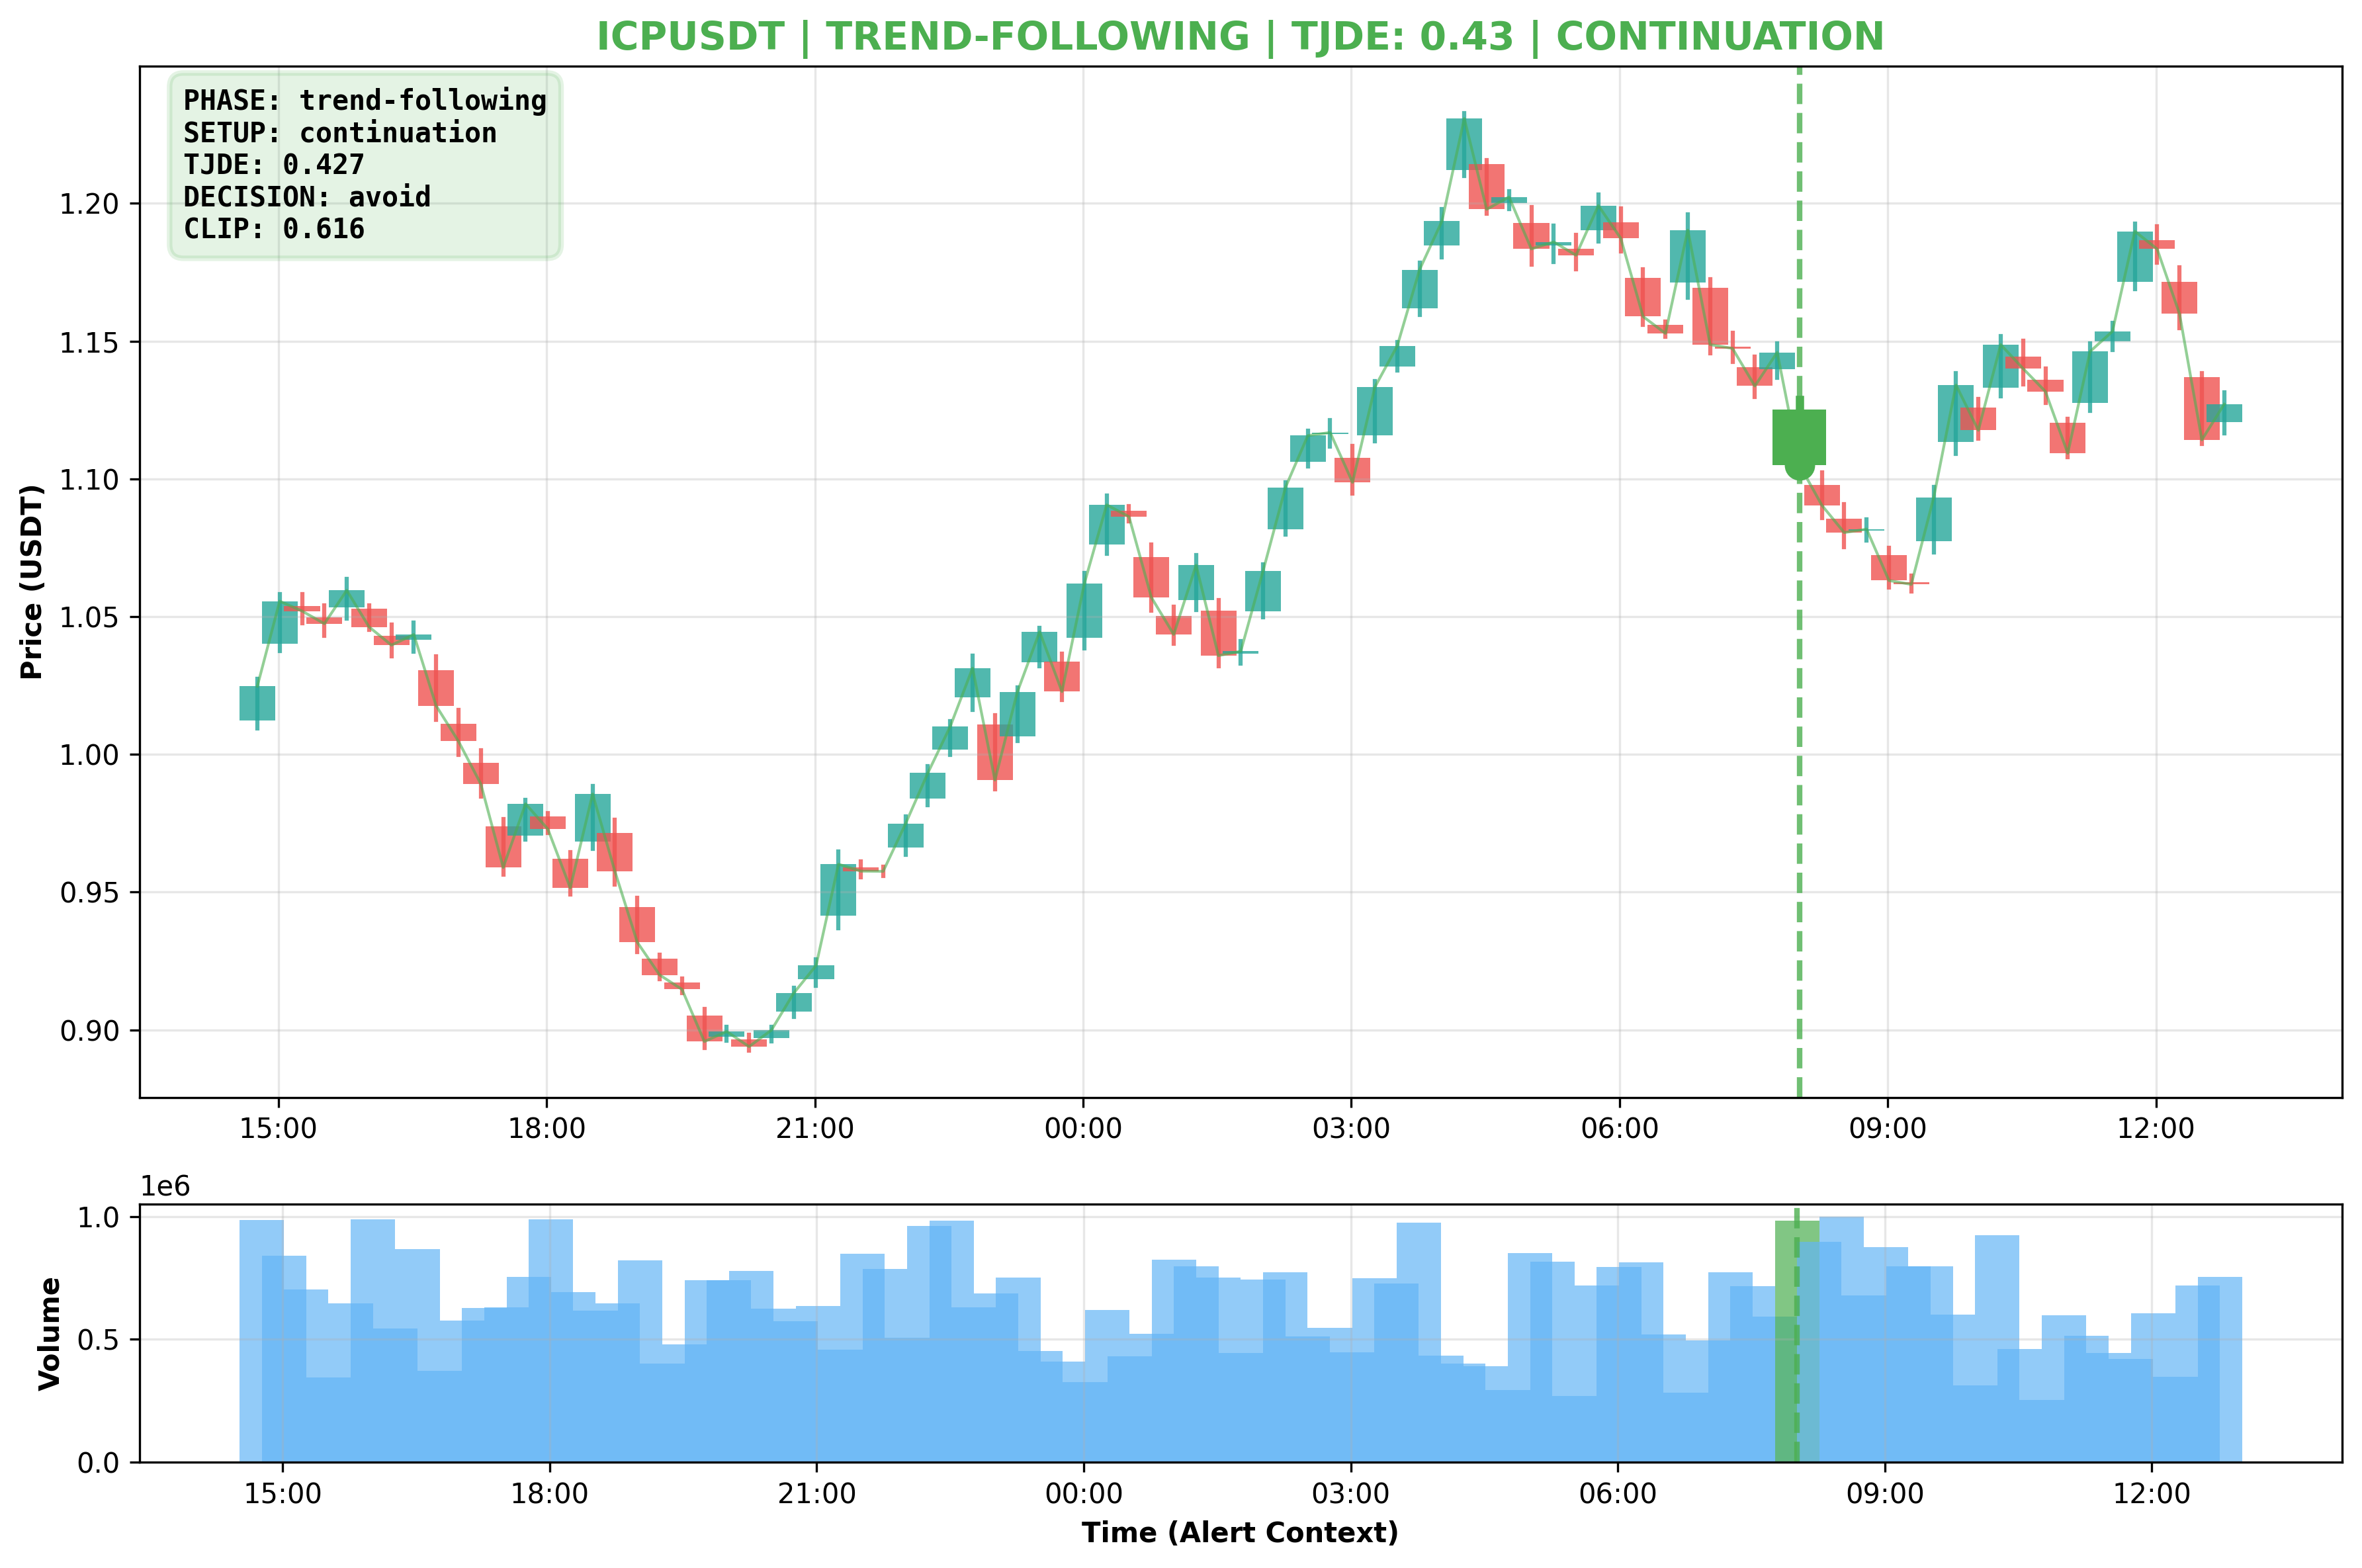 ICPUSDT | TREND-FOLLOWING | TJDE: 0.43 | CONTINUATION
PHASE: trend-following
SETUP: continuation
TJDE: 0.427
DECISION: avoid
CLIP: 0.616
Price (USDT)
1.20
1.15
1.10
1.05
1.00
0.95
0.90
15:00 18:00 21:00 00:00 03:00 06:00 09:00 12:00
1e6
Volume
1.0
0.5
0.0
15:00 18:00 21:00 00:00 03:00 06:00 09:00 12:00
Time (Alert Context)